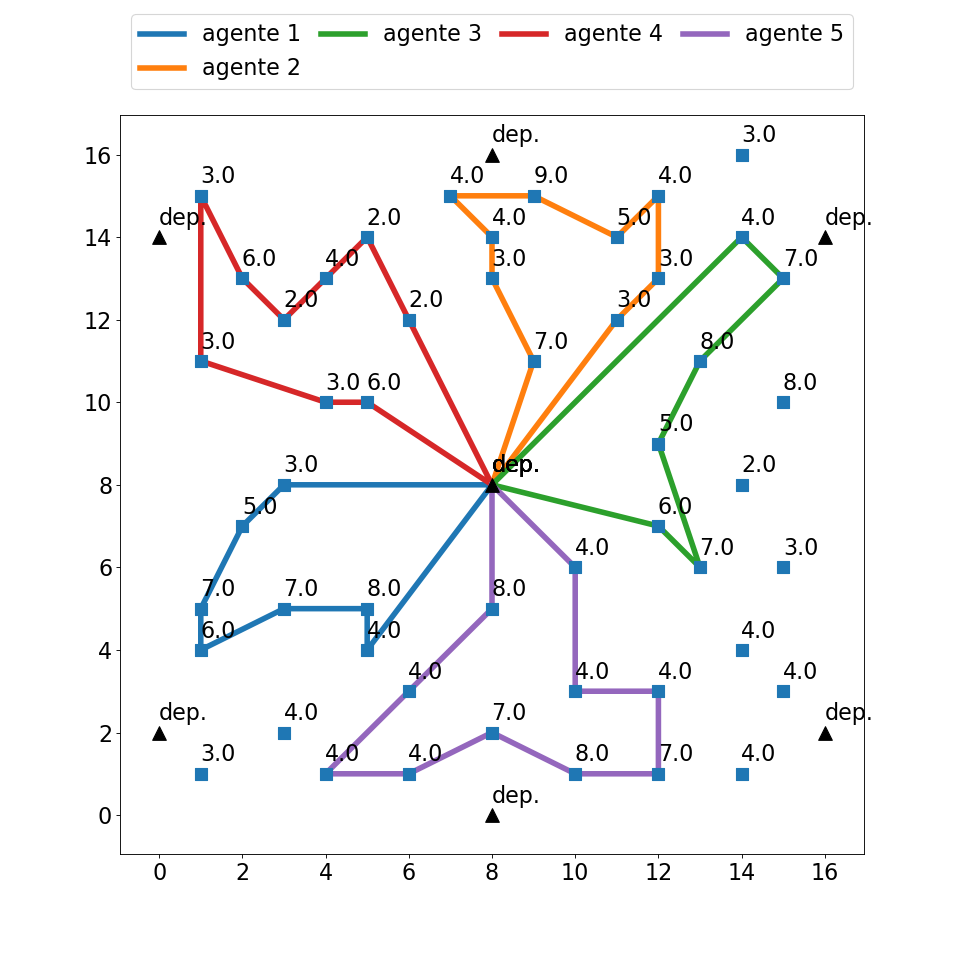 agente 1 agente 3 agente 4 agente 5
agente 2
dep. 3.0
16
3.0 4.0 9.0 4.0
dep. 2.0 4.0 5.0 4.0 dep.
14
6.0 4.0 3.0 3.0 7.0
2.0 2.0 3.0
12
3.0 7.0 8.0
3.0 6.0 8.0
10
5.0
3.0 dep. dep. 2.0
8
5.0 6.0
4.0 7.0 3.0
6
7.0 7.0 8.0 8.0
6.0 4.0 4.0
4
4.0 4.0 4.0 4.0
dep. 4.0 7.0 dep.
2
3.0 4.0 4.0 8.0 7.0 4.0
dep.
0
0 2 4 6 8 10 12 14 16